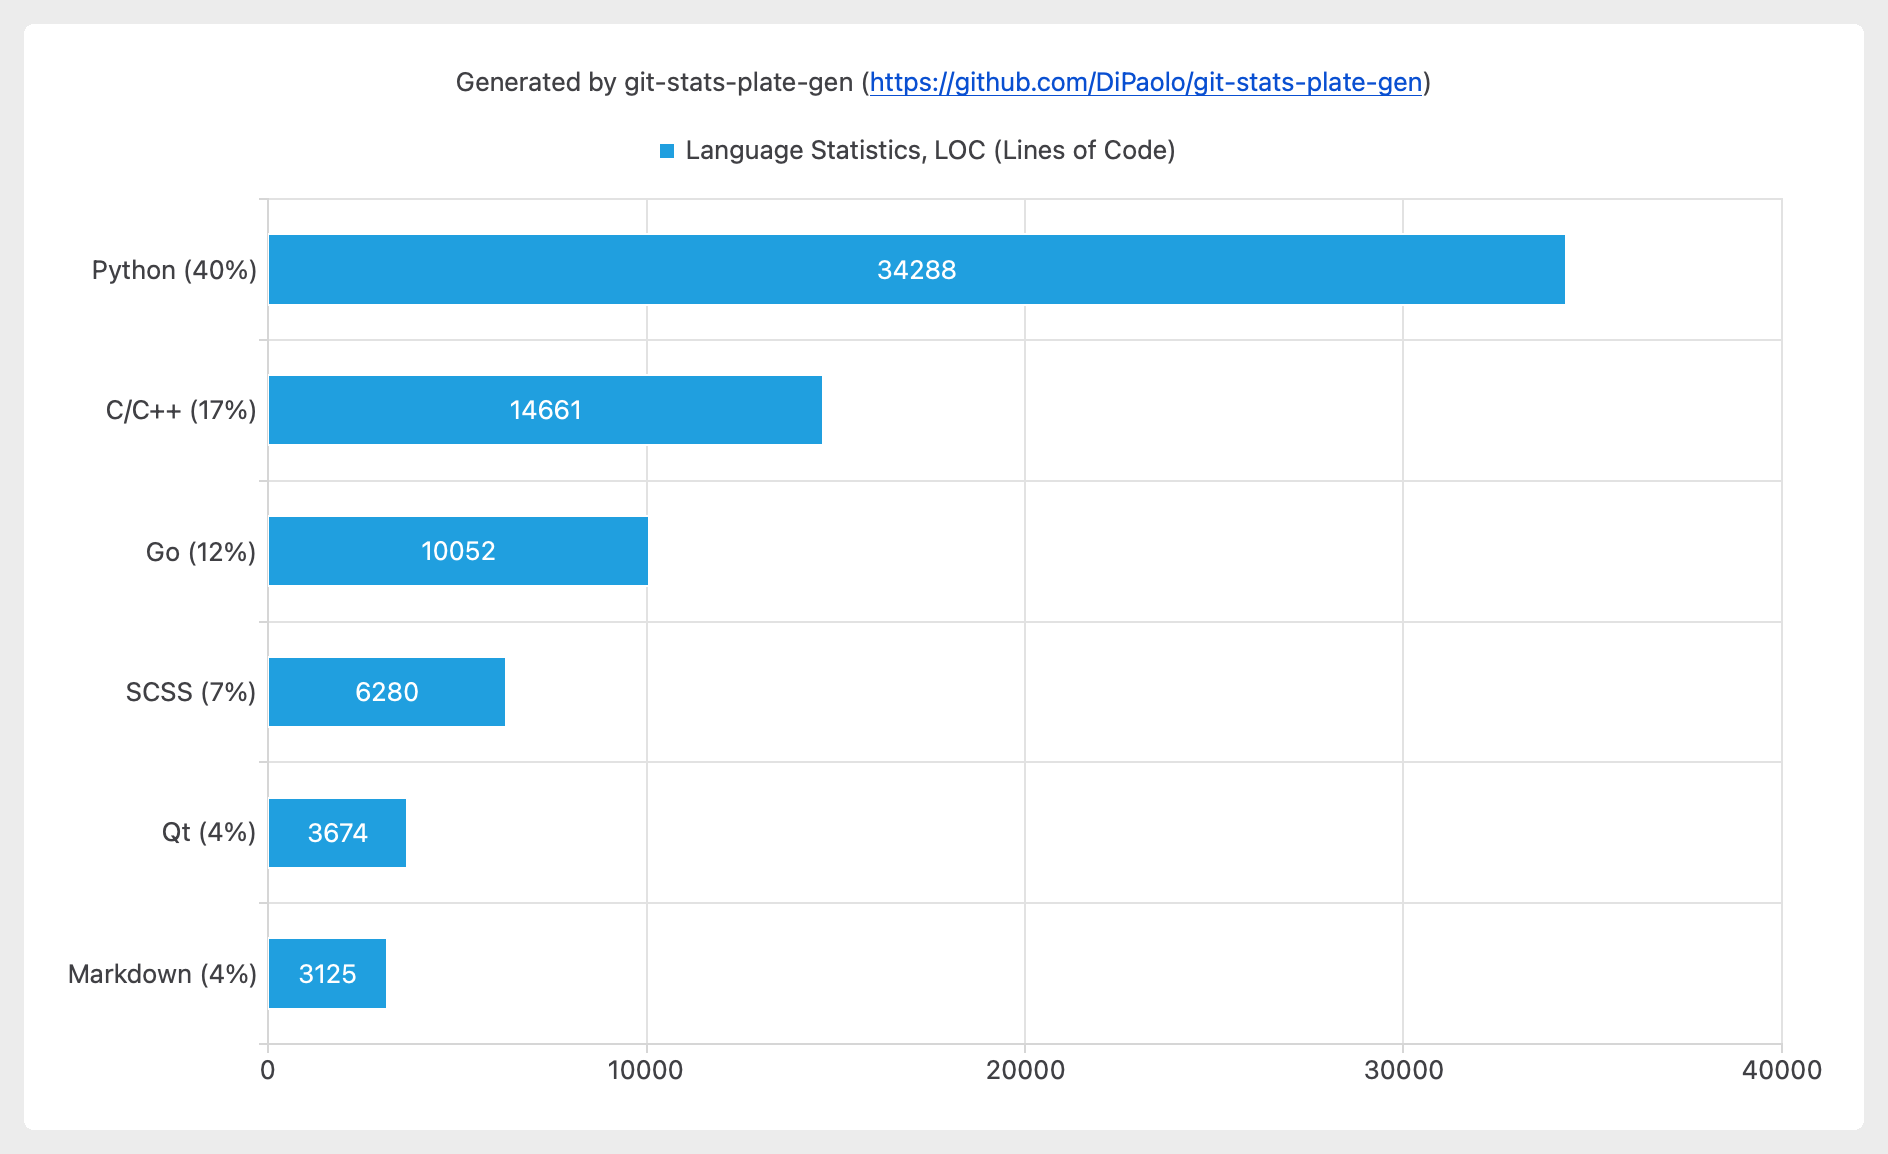 Generated by git-stats-plate-gen (https://github.com/DiPaolo/git-stats-plate-gen)
Language Statistics, LOC (Lines of Code)
Python (40%) 34288
C/C++ (17%) 14661
Go (12%) 10052
SCSS (7%) 6280
Qt (4%) 3674
Markdown (4%) 3125
0 10000 20000 30000 40000